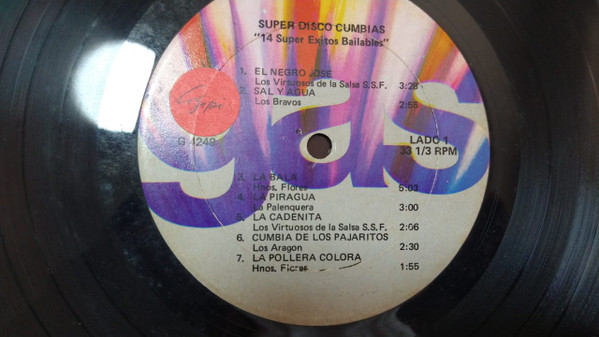 SUPER DISCO CUMBIAS
"14 Super Exitos Bailables"
1. EL NEGRO JOSE
Los Virtuosos de la Salsa S.S.F. 3:28
2. SAL Y AGUA
Los Bravos 2:55
G 4249
LADO 1
33 1/3 RPM
gas
3. LA BALA
Hnos. Flores 5:03
4. LA PIRAGUA
La Palenquera 3:00
5. LA CADENITA
Los Virtuosos de la Salsa S.S.F. 2:06
6. CUMBIA DE LOS PAJARITOS
Los Aragon 2:30
7. LA POLLERA COLORA
Hnos. Flores 1:55